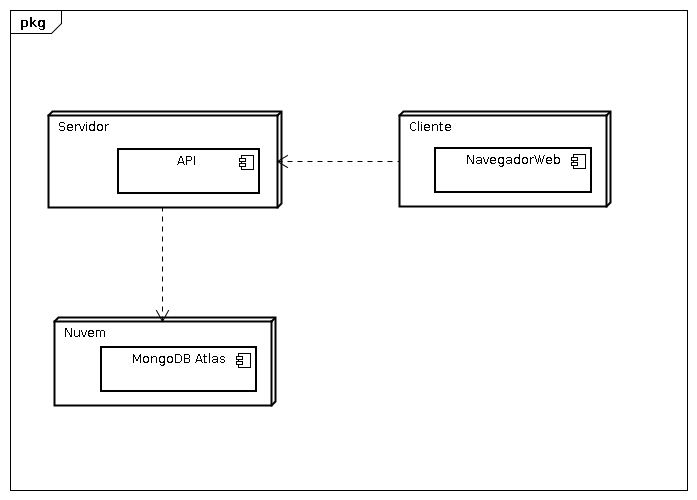 pkg
Servidor
API
Cliente
NavegadorWeb
Nuvem
MongoDB Atlas